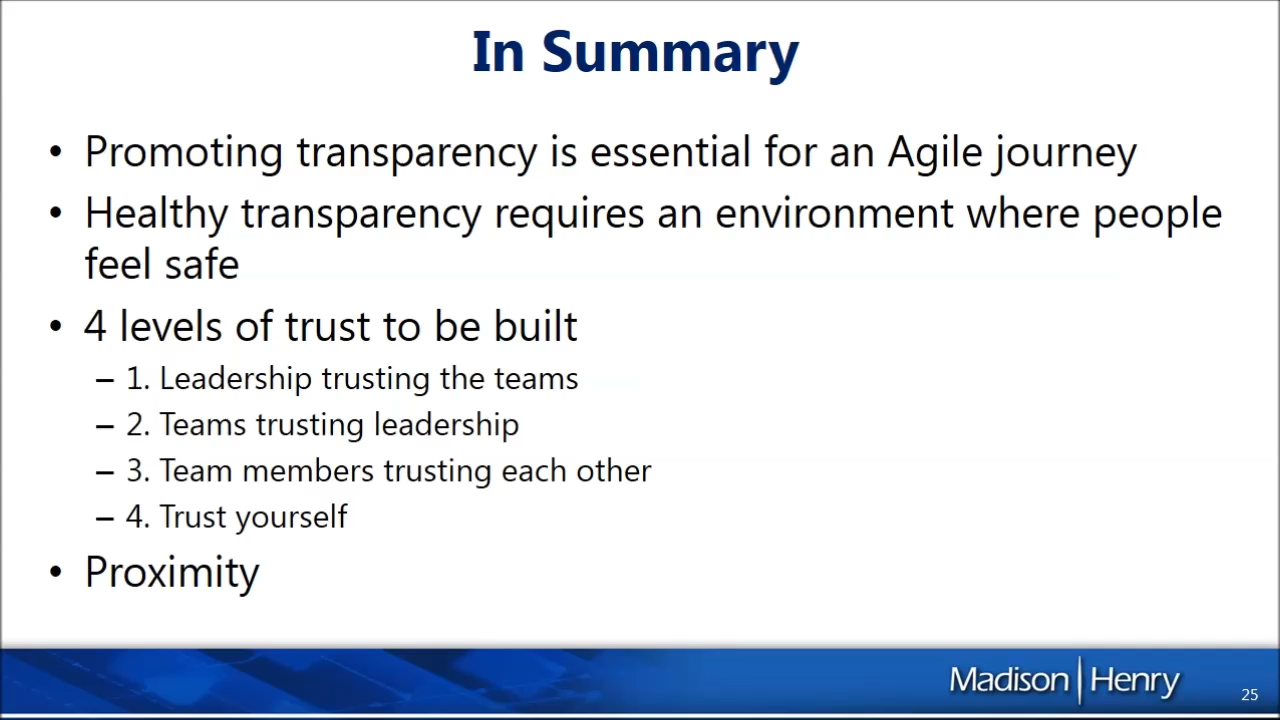 In Summary
• Promoting transparency is essential for an Agile journey
• Healthy transparency requires an environment where people
feel safe
• 4 levels of trust to be built
– 1. Leadership trusting the teams
– 2. Teams trusting leadership
– 3. Team members trusting each other
– 4. Trust yourself
• Proximity
Madison|Henry
25